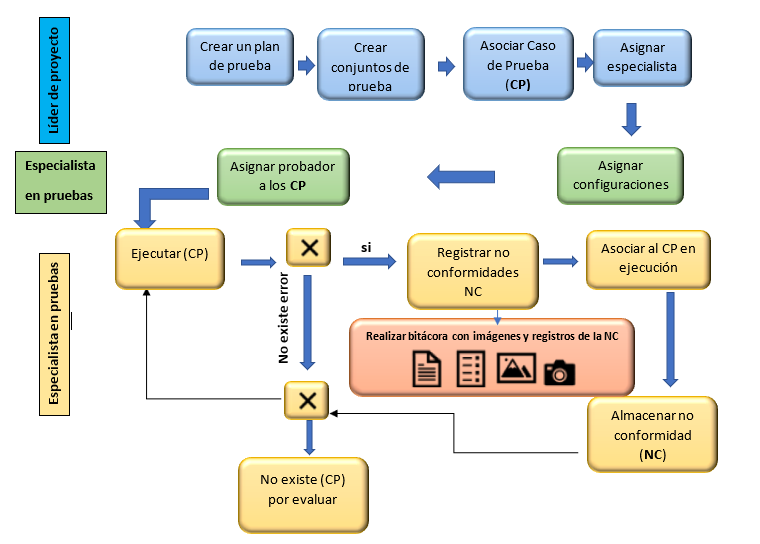 Líder de proyecto
Crear un plan
de prueba
Crear
conjuntos de
prueba
Asociar Caso
de Prueba
(CP)
Asignar
especialista
Especialista
en pruebas
Asignar probador
a los CP
Asignar
configuraciones
Especialista en pruebas
Ejecutar (CP)
si
Registrar no
conformidades
NC
Asociar al CP en
ejecución
No existe error
Realizar bitácora con imágenes y registros de la NC
Almacenar no
conformidad
(NC)
No existe (CP)
por evaluar